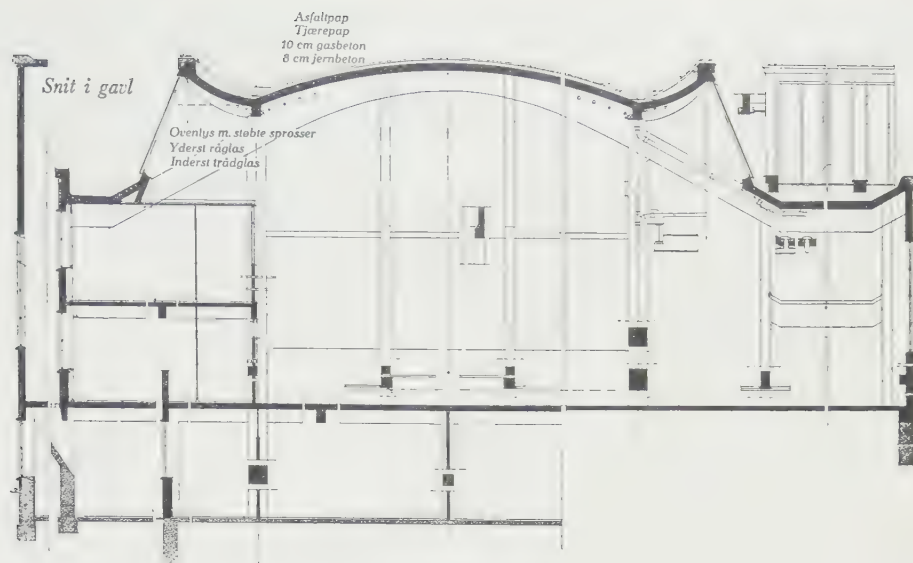 Asfaltpap
Tjærepap
10 cm gasbeton
8 cm jernbeton
Snit i gavl
Ovenlys m. støbte sprosser
Yderst råglas
Inderst trådglas